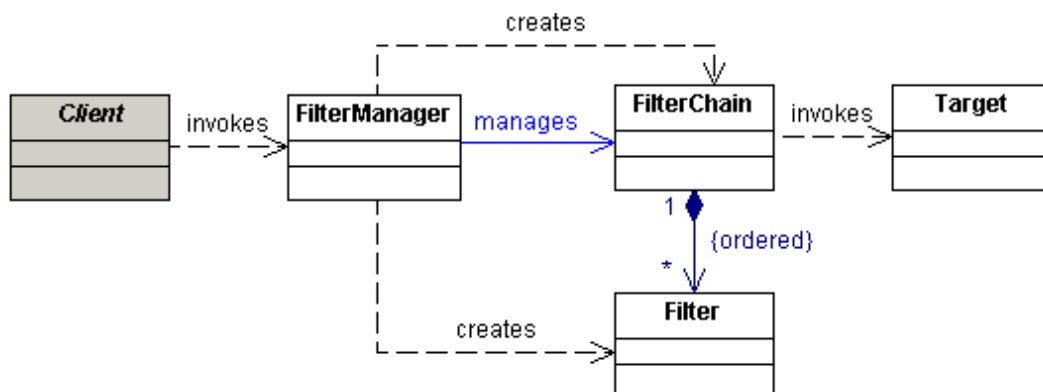 creates
Client
invokes
FilterManager
manages
FilterChain
invokes
Target
1
{ordered}
*
creates
Filter